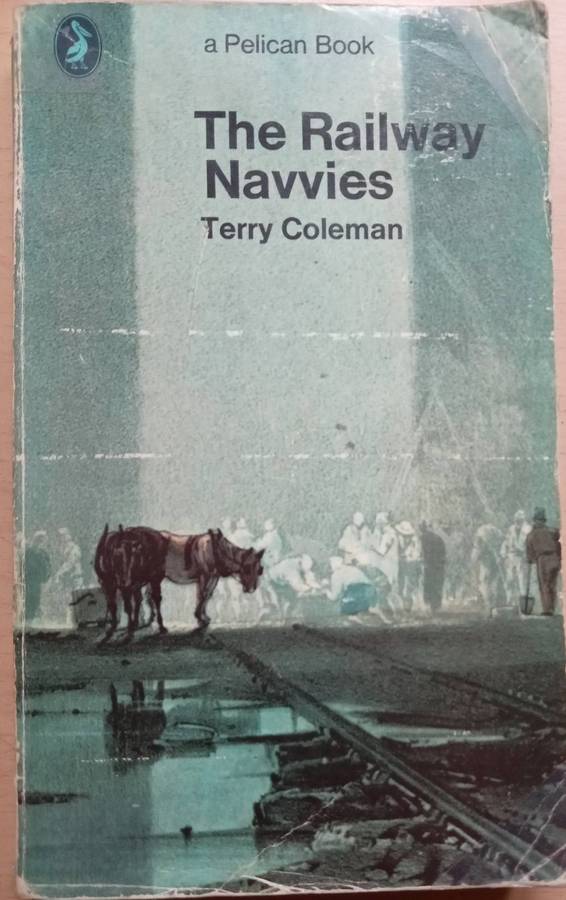 a Pelican Book
The Railway
Navvies
Terry Coleman